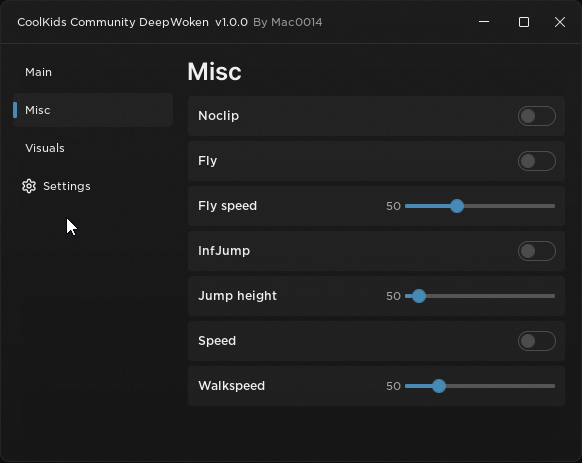 CoolKids Community DeepWoken v1.0.0 By Mac0014
Main
Misc
Visuals
Settings
Misc
Noclip
Fly
Fly speed 50
InfJump
Jump height 50
Speed
Walkspeed 50